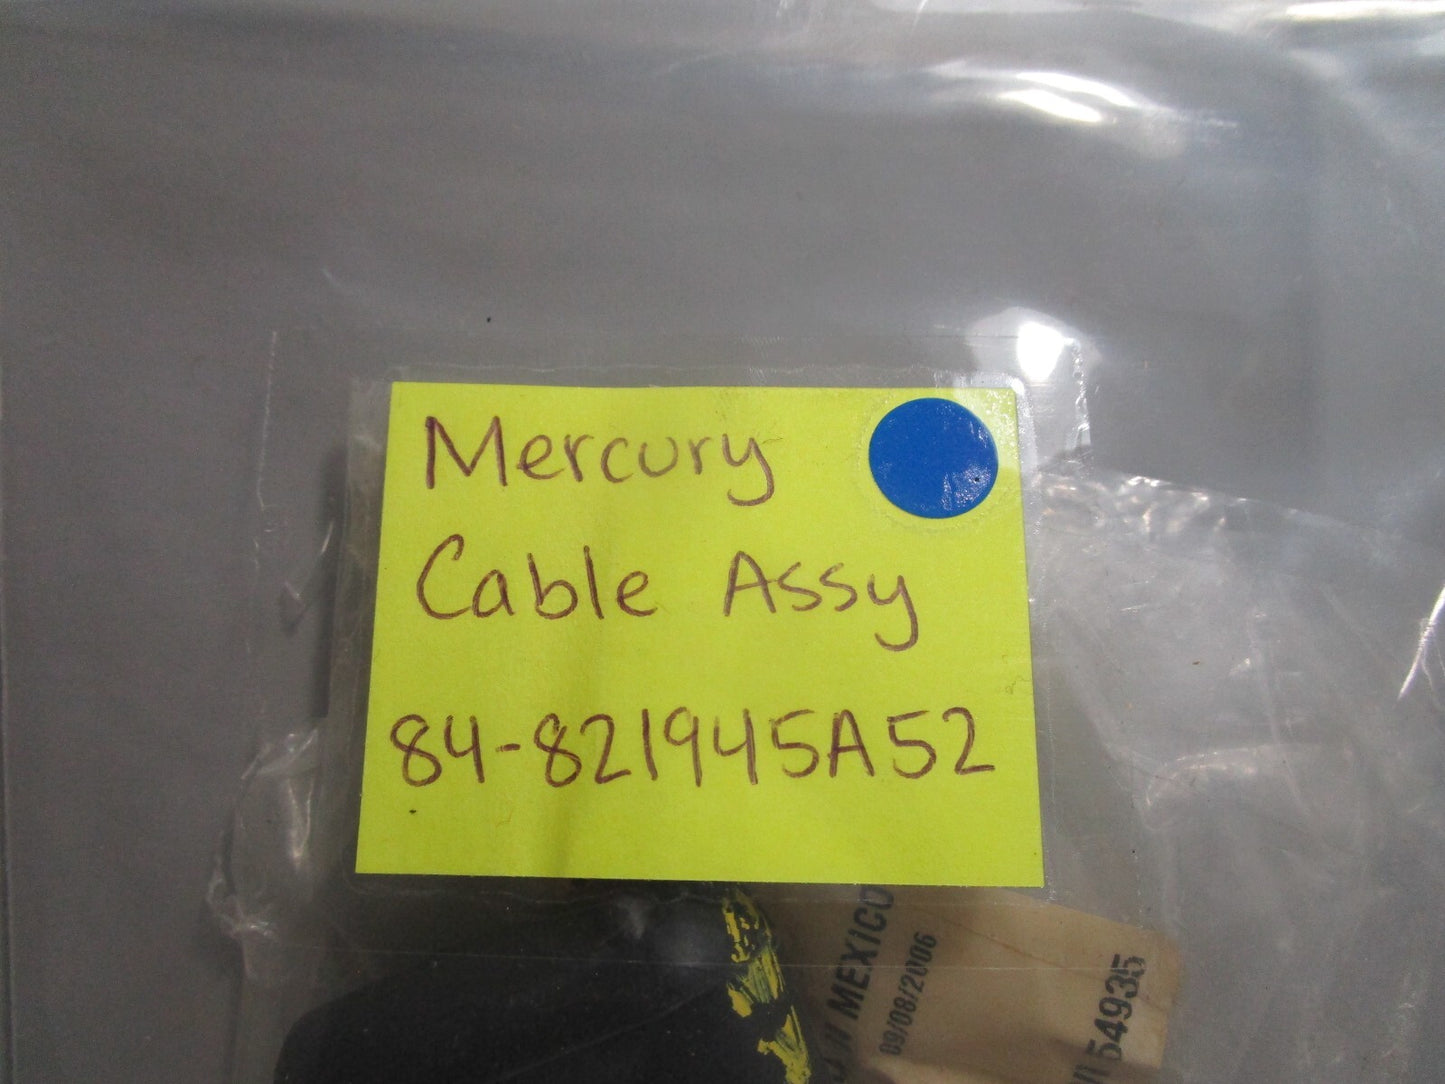 Mercury
Cable Assy
84-821945A52
MEXICO
09/08/2006
54935